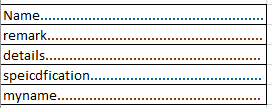 Name......................................................
remark....................................................
details....................................................
speicdfication..........................................
myname.................................................